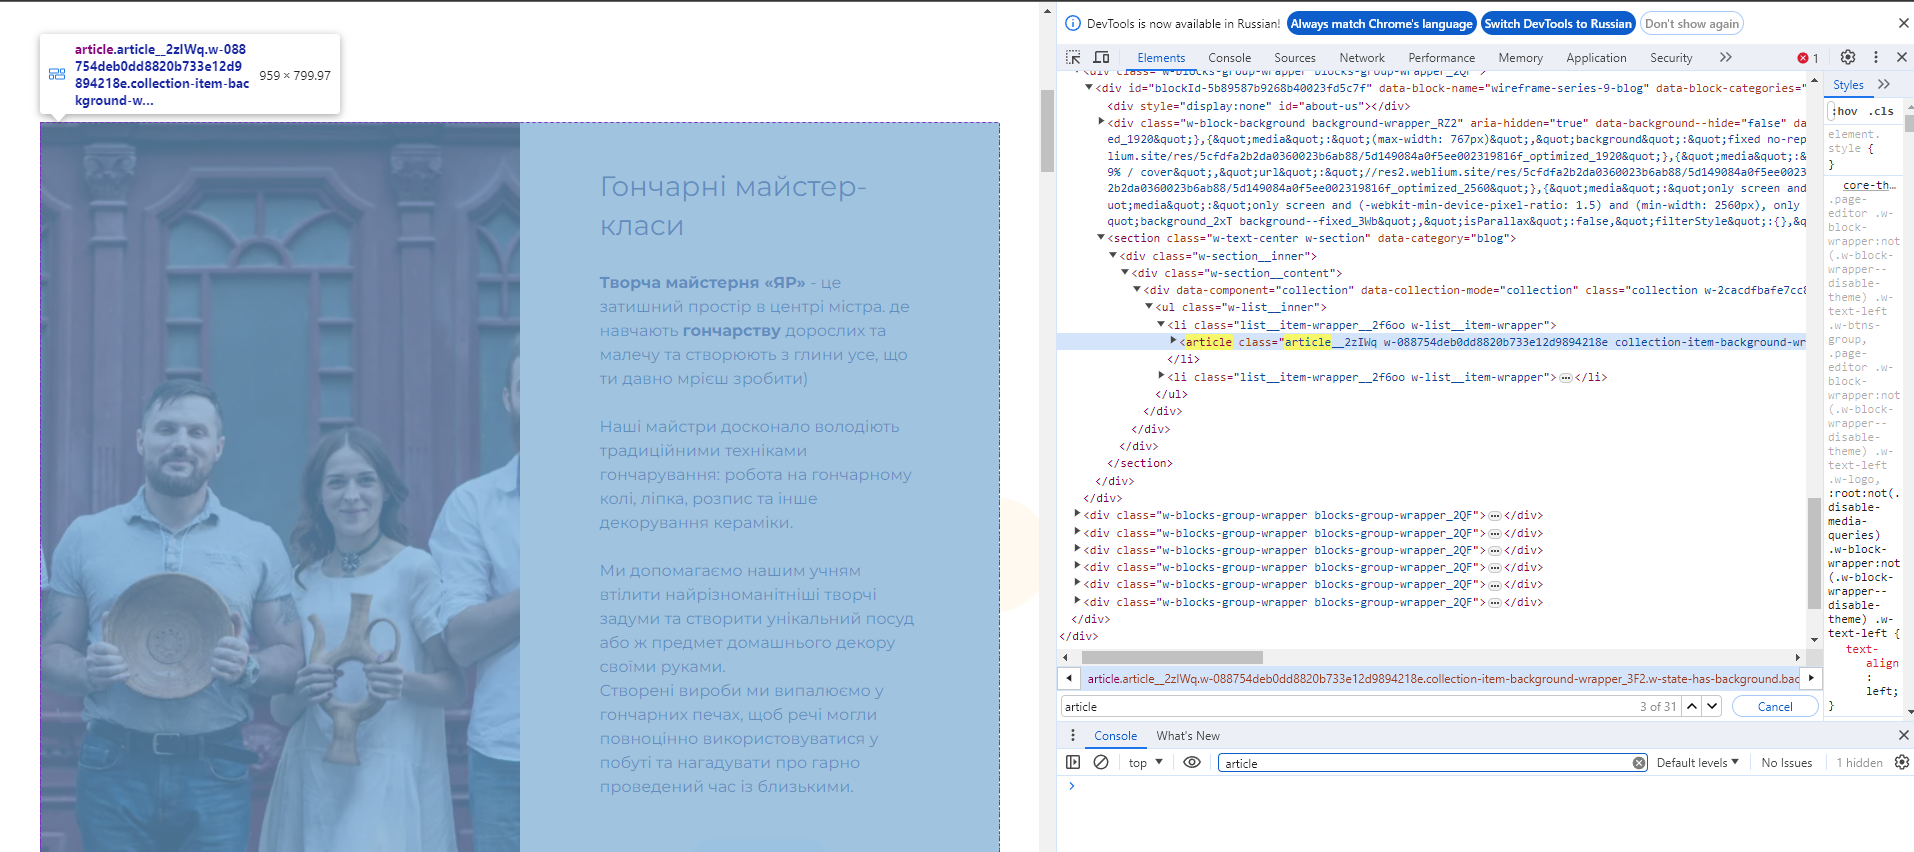 article.article__2zIWq.w-088
754deb0dd8820b733e12d9
894218e.collection-item-bac
kground-w...
959 × 799.97
Гончарні майстер-
класи
Творча майстерня «ЯР» - це
затишний простір в центрі містра. де
навчають гончарству дорослих та
малечу та створюють з глини усе, що
ти давно мрієш зробити)
Наші майстри досконало володіють
традиційними техніками
гончарування: робота на гончарному
колі, ліпка, розпис та інше
декорування кераміки.
Ми допомагаємо нашим учням
втілити найрізноманітніші творчі
задуми та створити унікальний посуд
або ж предмет домашнього декору
своїми руками.
Створені вироби ми випалюємо у
гончарних печах, щоб речі могли
повноцінно використовуватися у
побуті та нагадувати про гарно
проведений час із близькими.
DevTools is now available in Russian! Always match Chrome's language Switch DevTools to Russian Don't show again
Elements Console Sources Network Performance Memory Application Security 1
<div class="w-blocks-group-wrapper blocks-group-wrapper_2QF">
<div id="blockId-5b89587b9268b40023fd5c7f" data-block-name="wireframe-series-9-blog" data-block-categories="
<div style="display:none" id="about-us"></div>
<div class="w-block-background background-wrapper_RZ2" aria-hidden="true" data-background--hide="false" da
ed_1920&quot;},{&quot;media&quot;:&quot;(max-width: 767px)&quot;,&quot;background&quot;:&quot;fixed no-rep
lium.site/res/5cfdfa2b2da0360023b6ab88/5d149084a0f5ee002319816f_optimized_1920&quot;},{&quot;media&quot;:&
9% / cover&quot;,&quot;url&quot;:&quot;//res2.weblium.site/res/5cfdfa2b2da0360023b6ab88/5d149084a0f5ee0023
2b2da0360023b6ab88/5d149084a0f5ee002319816f_optimized_2560&quot;},{&quot;media&quot;:&quot;only screen and
uot;media&quot;:&quot;only screen and (-webkit-min-device-pixel-ratio: 1.5) and (min-width: 2560px), only
quot;background_2xT background--fixed_3Wb&quot;,&quot;isParallax&quot;:false,&quot;filterStyle&quot;:{},&q
<section class="w-text-center w-section" data-category="blog">
<div class="w-section__inner">
<div class="w-section__content">
<div data-component="collection" data-collection-mode="collection" class="collection w-2cacdfbafe7cc8
<ul class="w-list__inner">
<li class="list__item-wrapper__2f6oo w-list__item-wrapper">
<article class="article__2zIWq w-088754deb0dd8820b733e12d9894218e collection-item-background-wr
</li>
<li class="list__item-wrapper__2f6oo w-list__item-wrapper"> … </li>
</ul>
</div>
</div>
</div>
</section>
</div>
</div>
<div class="w-blocks-group-wrapper blocks-group-wrapper_2QF"> … </div>
<div class="w-blocks-group-wrapper blocks-group-wrapper_2QF"> … </div>
<div class="w-blocks-group-wrapper blocks-group-wrapper_2QF"> … </div>
<div class="w-blocks-group-wrapper blocks-group-wrapper_2QF"> … </div>
<div class="w-blocks-group-wrapper blocks-group-wrapper_2QF"> … </div>
<div class="w-blocks-group-wrapper blocks-group-wrapper_2QF"> … </div>
</div>
</div>
article.article__2zIWq.w-088754deb0dd8820b733e12d9894218e.collection-item-background-wrapper_3F2.w-state-has-background.bac
article 3 of 31 Cancel
Styles
:hov .cls
element.
style {
}
core-th…
.page-
editor .w-
block-
wrapper:not
(.w-block-
wrapper--
disable-
theme) .w-
text-left
.w-btns-
group,
.page-
editor .w-
block-
wrapper:not
(.w-block-
wrapper--
disable-
theme) .w-
text-left
.w-logo,
:root:not(.
disable-
media-
queries)
.w-block-
wrapper:not
(.w-block-
wrapper--
disable-
theme) .w-
text-left {
text-
align
:
left;
}
Console What's New
top article Default levels No Issues 1 hidden